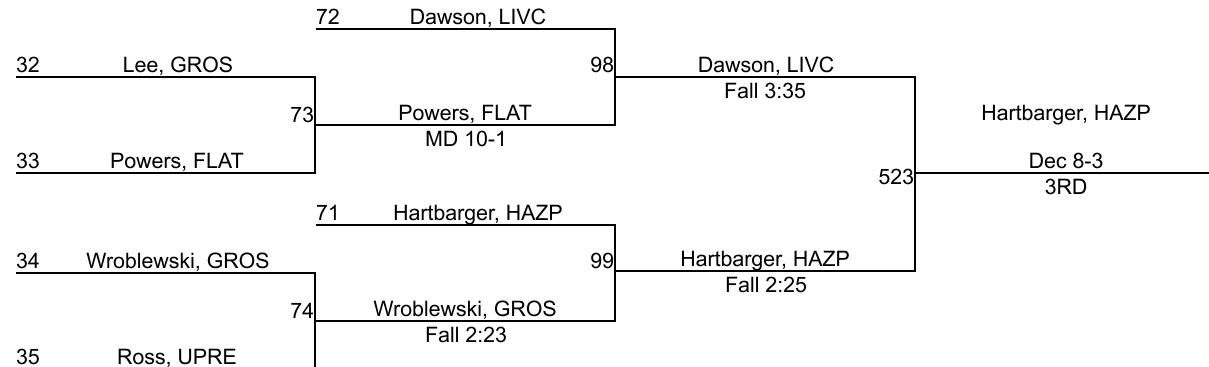 72 Dawson, LIVC
32 Lee, GROS
98 Dawson, LIVC
Fall 3:35
73 Powers, FLAT
MD 10-1
Hartbarger, HAZP
33 Powers, FLAT
Dec 8-3
523
3RD
71 Hartbarger, HAZP
34 Wroblewski, GROS
99 Hartbarger, HAZP
Fall 2:25
74 Wroblewski, GROS
Fall 2:23
35 Ross, UPRE